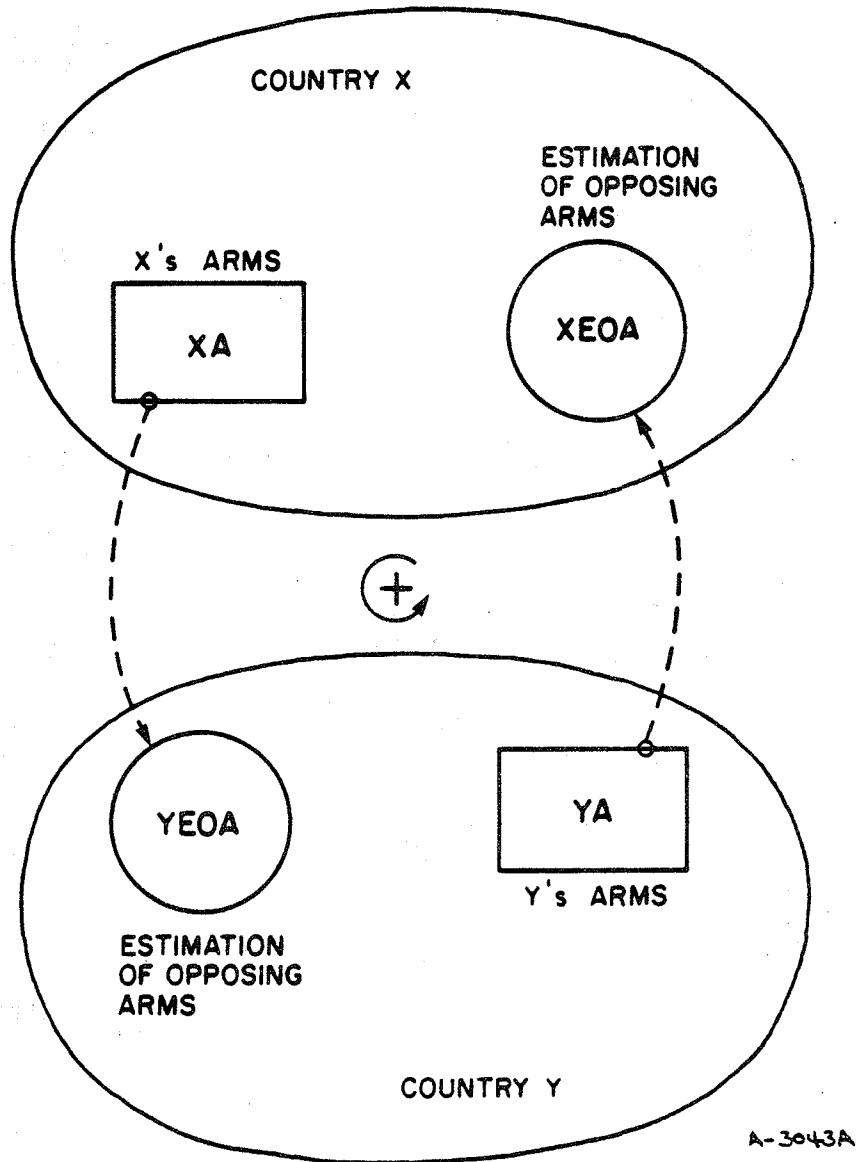 COUNTRY X
ESTIMATION
OF OPPOSING
ARMS
X's ARMS
XA
XEOA
+
YEOA
YA
Y's ARMS
ESTIMATION
OF OPPOSING
ARMS
COUNTRY Y
A-3043A